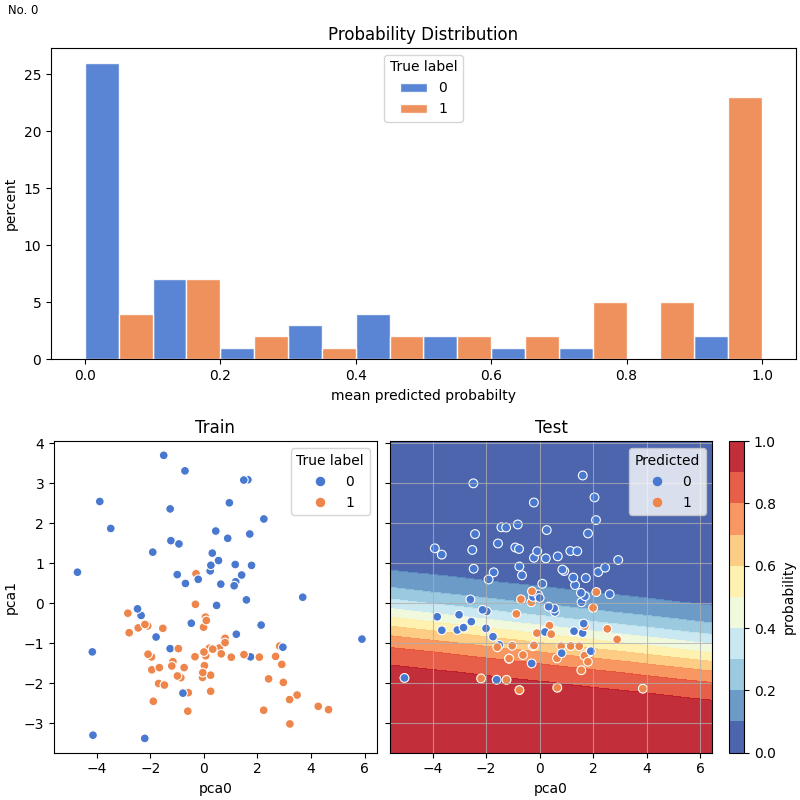 No. 0
Probability Distribution
True label
0
1
percent
25
20
15
10
5
0
0.0 0.2 0.4 0.6 0.8 1.0
mean predicted probabilty
Train
True label
0
1
pca1
4
3
2
1
0
−1
−2
−3
−4 −2 0 2 4 6
pca0
Test
Predicted
0
1
−4 −2 0 2 4 6
pca0
1.0
0.8
0.6
0.4
0.2
0.0
probability